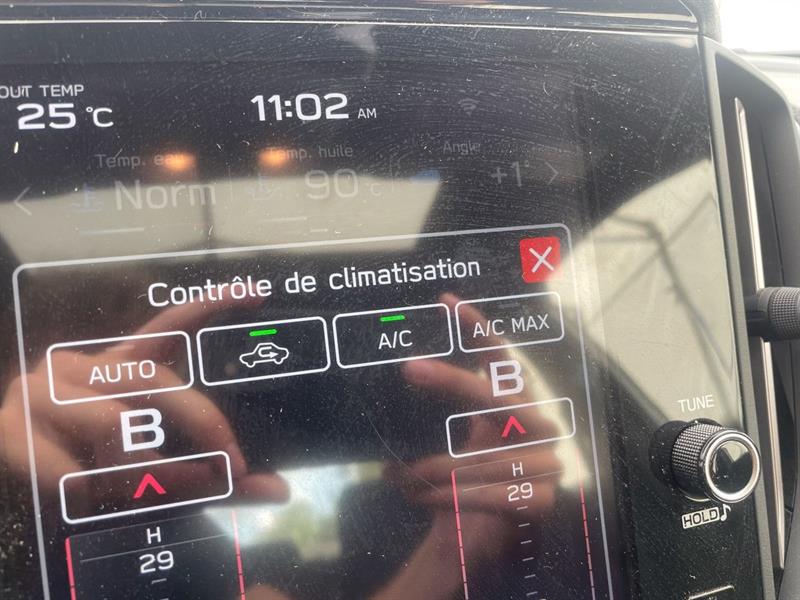 OUT TEMP
25 °C
11:02 AM
Temp. eau
Temp. huile
Angle
Norm
90 °C
+1°
Contrôle de climatisation
AUTO
A/C
A/C MAX
B
B
H
29
H
29
TUNE
HOLD